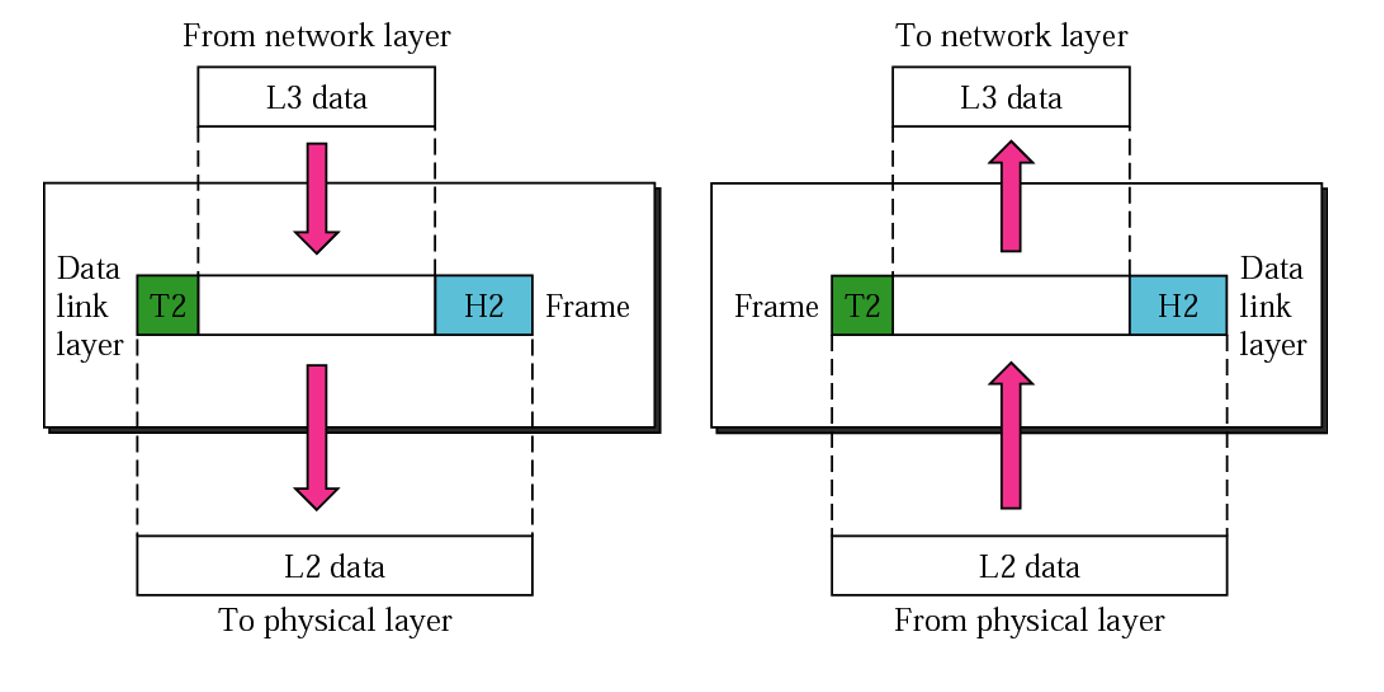 From network layer
L3 data
Data
link
layer
T2
H2
Frame
L2 data
To physical layer
To network layer
L3 data
Frame
T2
H2
Data
link
layer
L2 data
From physical layer